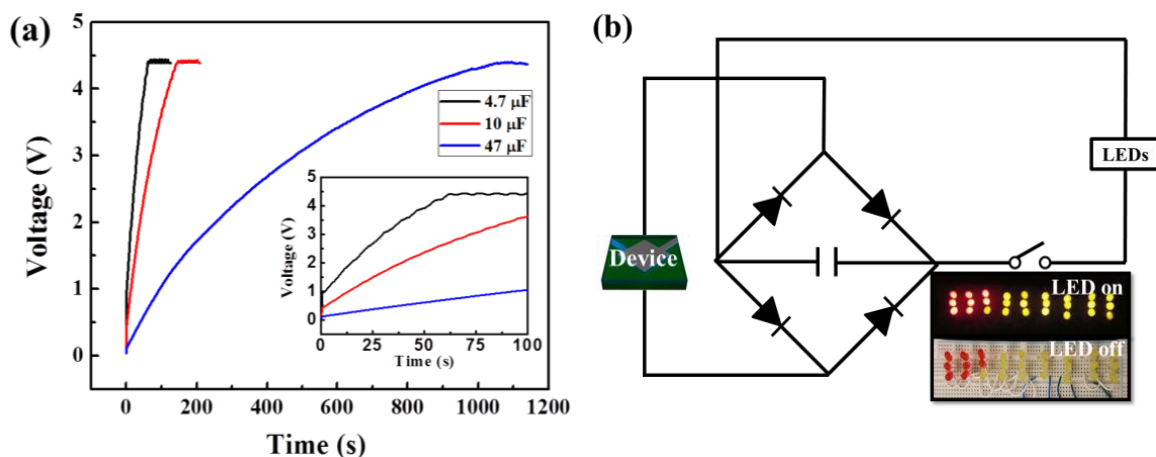 (a)
Voltage (V)
5
4
3
2
1
0
0 200 400 600 800 1000 1200
Time (s)
4.7 μF
10 μF
47 μF
Voltage (V)
5
4
3
2
1
0
0 25 50 75 100
Time (s)
(b)
LEDs
Device
LED on
LED off